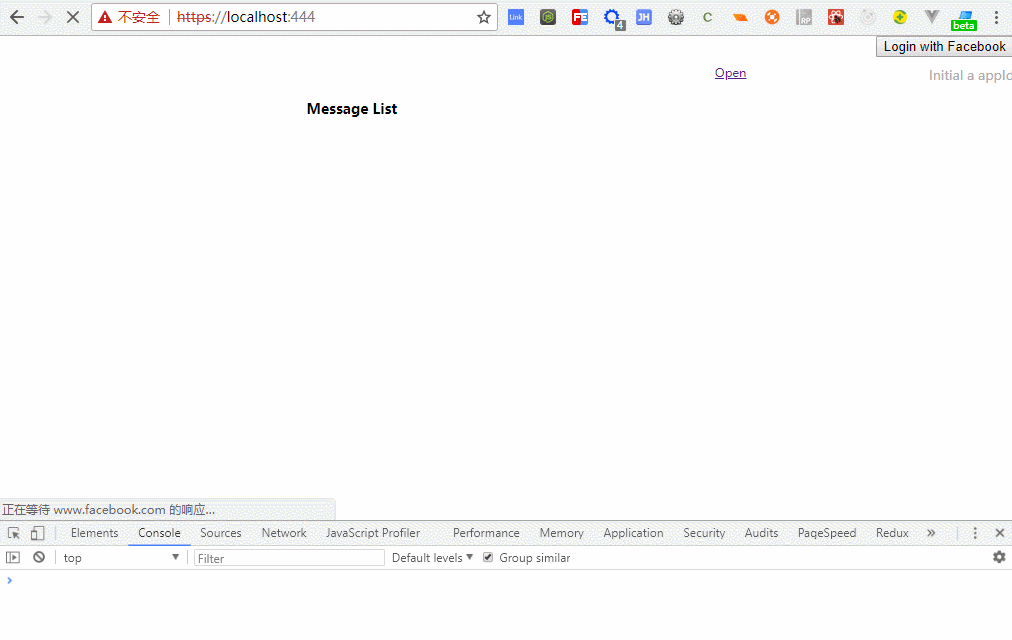 不安全 https://localhost:444
Link FE 4 JH C RP beta
Login with Facebook
Open
Initial a appId
Message List
正在等待 www.facebook.com 的响应...
Elements Console Sources Network JavaScript Profiler Performance Memory Application Security Audits PageSpeed Redux »
top Filter Default levels Group similar